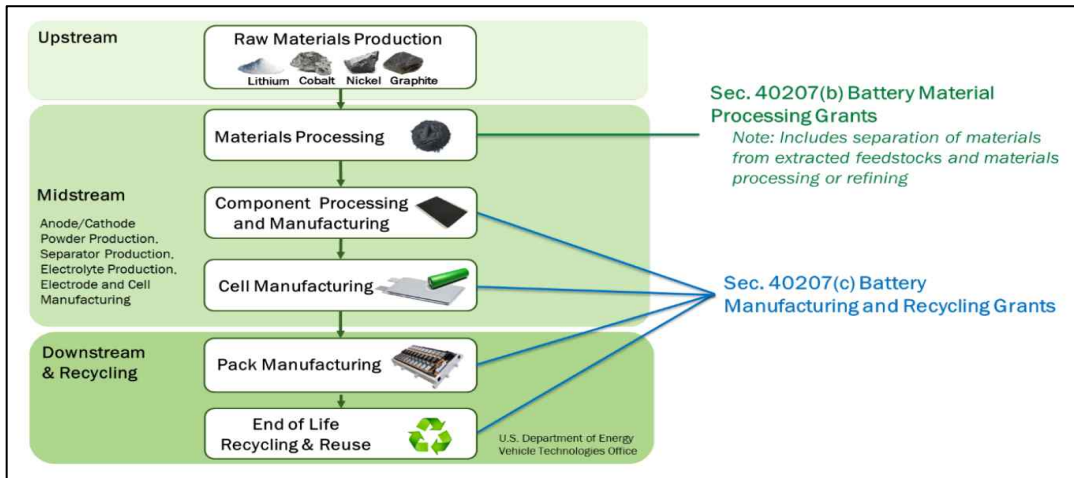 Upstream
Raw Materials Production
Lithium Cobalt Nickel Graphite
Materials Processing
Sec. 40207(b) Battery Material
Processing Grants
Note: Includes separation of materials
from extracted feedstocks and materials
processing or refining
Midstream
Anode/Cathode
Powder Production,
Separator Production,
Electrolyte Production,
Electrode and Cell
Manufacturing
Component Processing
and Manufacturing
Cell Manufacturing
Sec. 40207(c) Battery
Manufacturing and Recycling Grants
Downstream
& Recycling
Pack Manufacturing
End of Life
Recycling & Reuse
U.S. Department of Energy
Vehicle Technologies Office